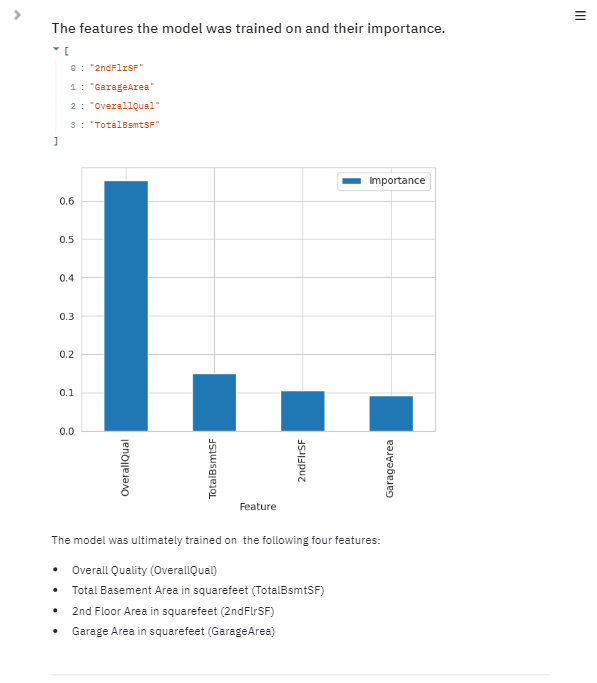 The features the model was trained on and their importance.
[
0 : "2ndFlrSF"
1 : "GarageArea"
2 : "OverallQual"
3 : "TotalBsmtSF"
]
Importance
0.6
0.5
0.4
0.3
0.2
0.1
0.0
OverallQual
TotalBsmtSF
2ndFlrSF
GarageArea
Feature
The model was ultimately trained on  the following four features:
• Overall Quality (OverallQual)
• Total Basement Area in squarefeet (TotalBsmtSF)
• 2nd Floor Area in squarefeet (2ndFlrSF)
• Garage Area in squarefeet (GarageArea)